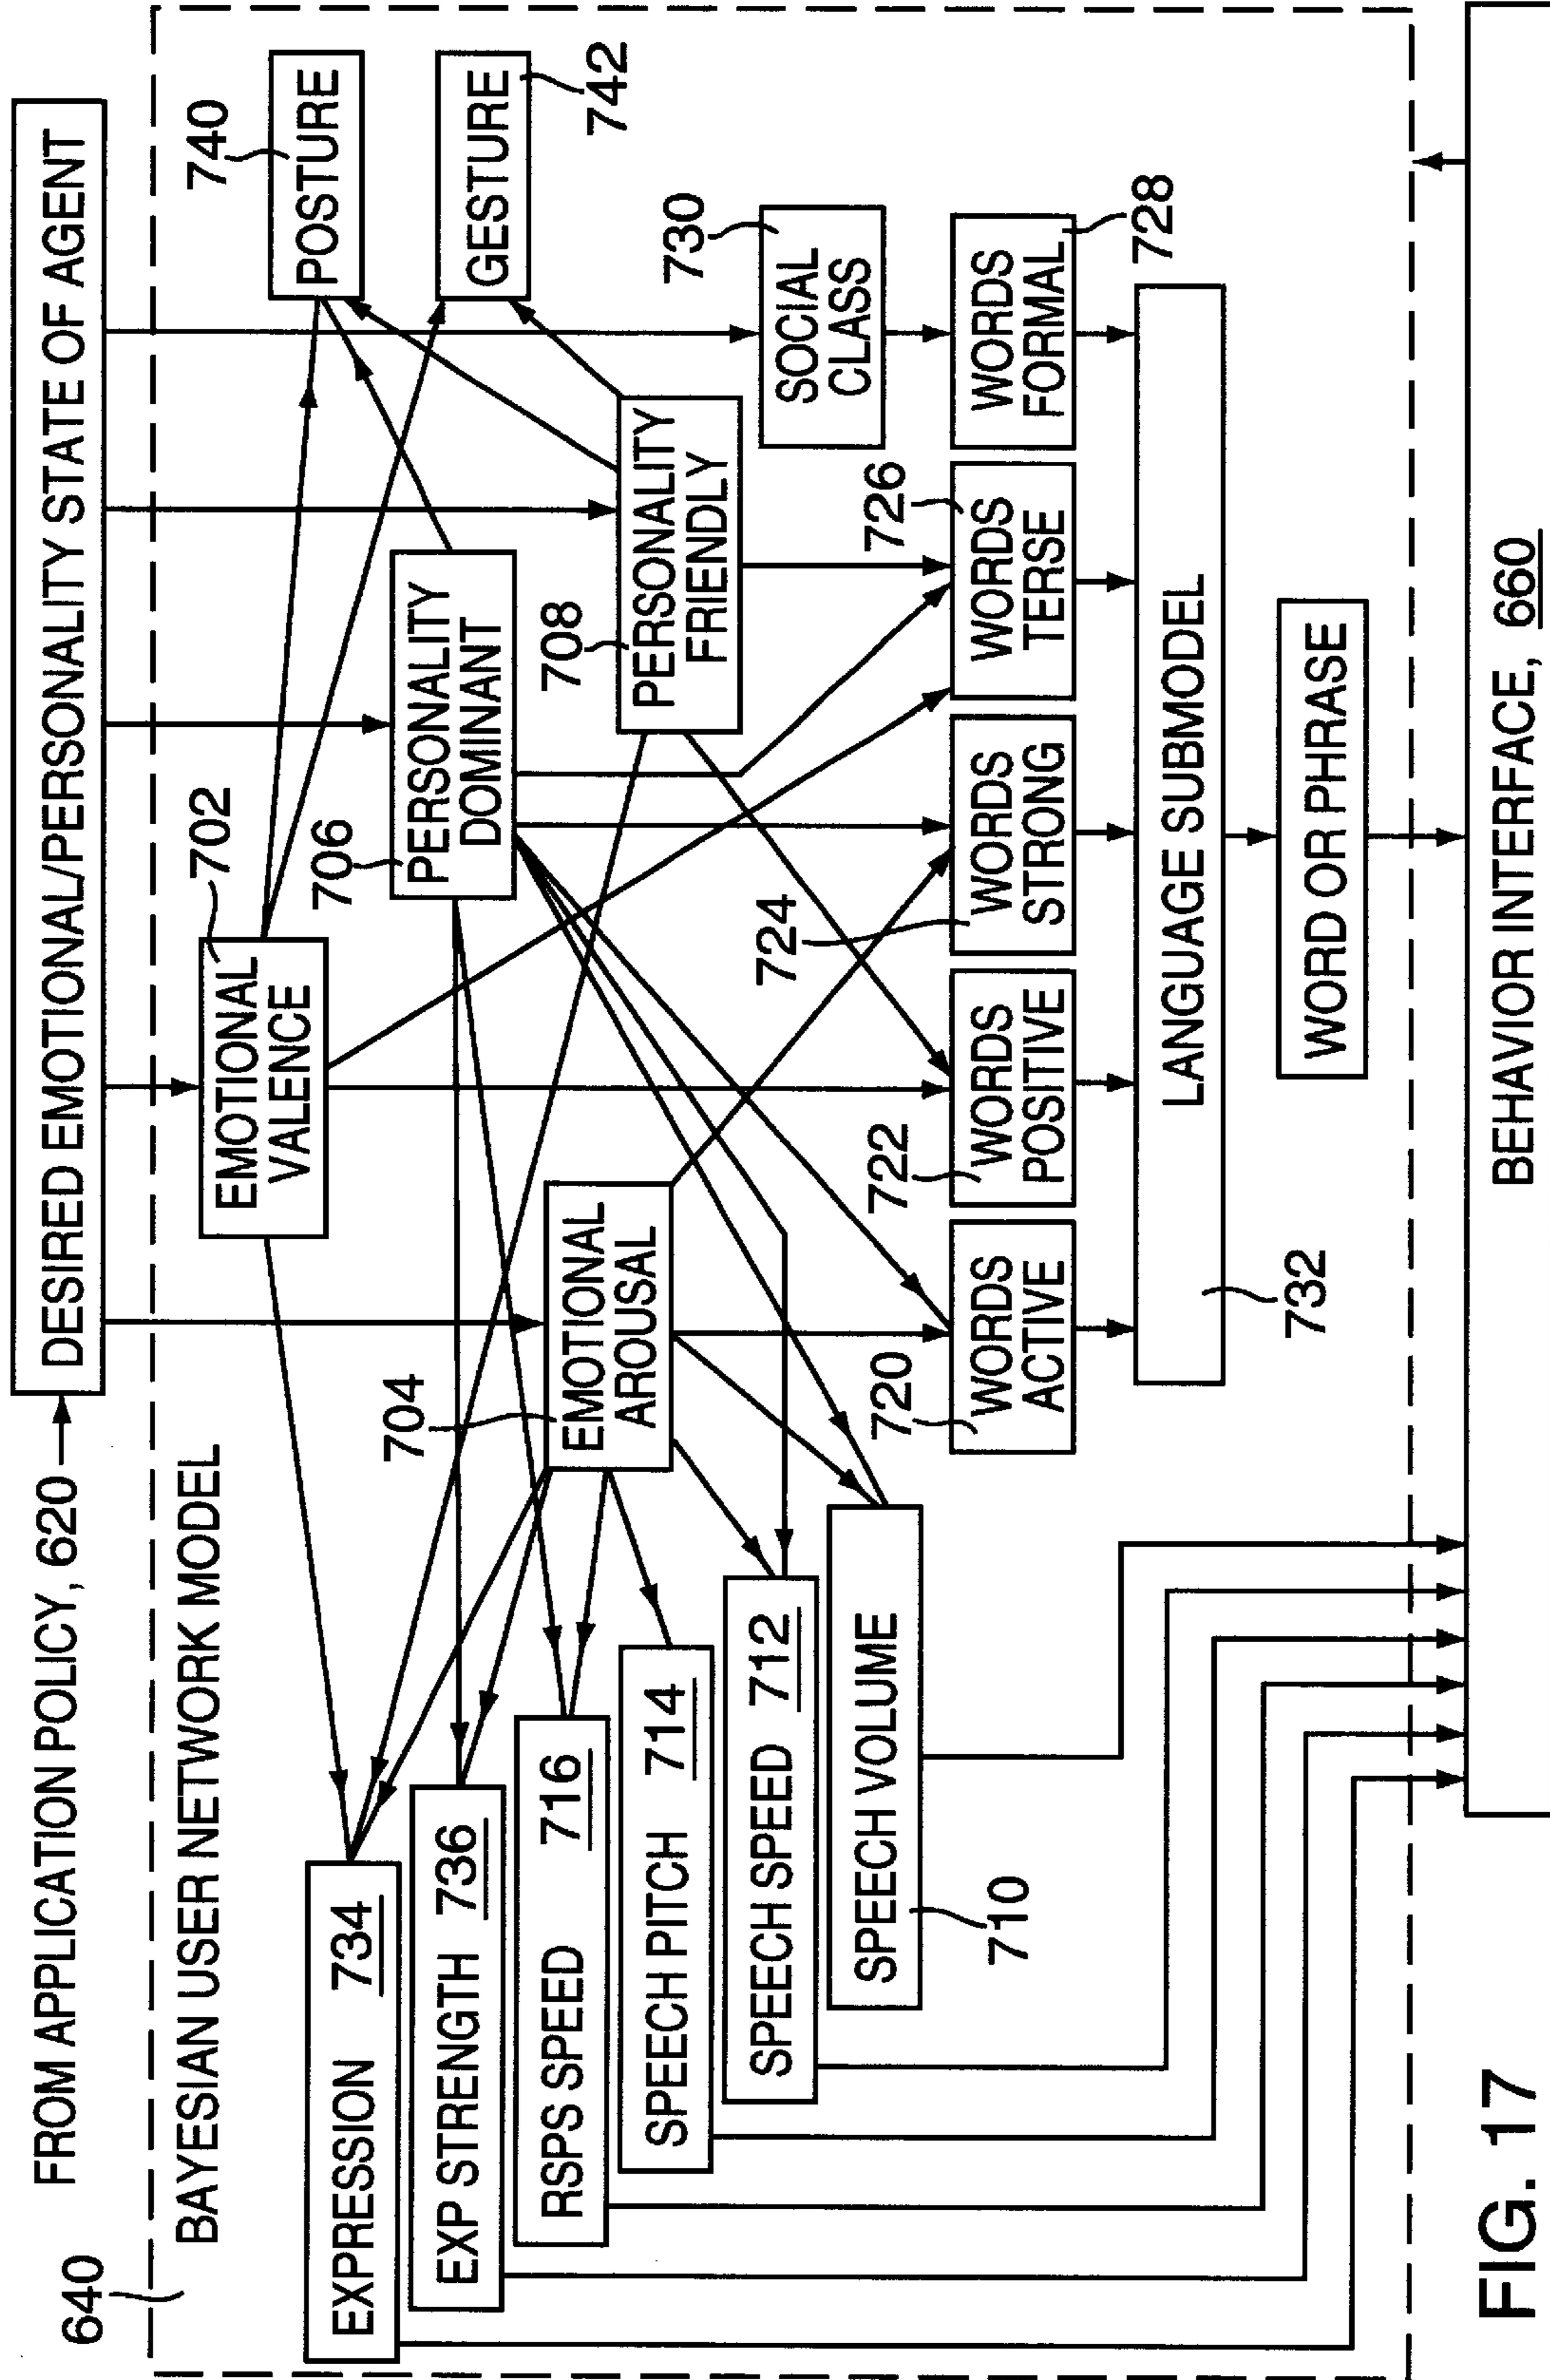 FROM APPLICATION POLICY, 620
DESIRED EMOTIONAL/PERSONALITY STATE OF AGENT
640
BAYESIAN USER NETWORK MODEL
702
EMOTIONAL
VALENCE
740
POSTURE
706
PERSONALITY
DOMINANT
GESTURE
742
704
EMOTIONAL
AROUSAL
708
PERSONALITY
FRIENDLY
730
SOCIAL
CLASS
EXPRESSION 734
EXP STRENGTH 736
RSPS SPEED 716
SPEECH PITCH 714
SPEECH SPEED 712
SPEECH VOLUME
710
720
WORDS
ACTIVE
722
WORDS
POSITIVE
724
WORDS
STRONG
726
WORDS
TERSE
WORDS
FORMAL
728
LANGUAGE SUBMODEL
732
WORD OR PHRASE
BEHAVIOR INTERFACE, 660
FIG. 17